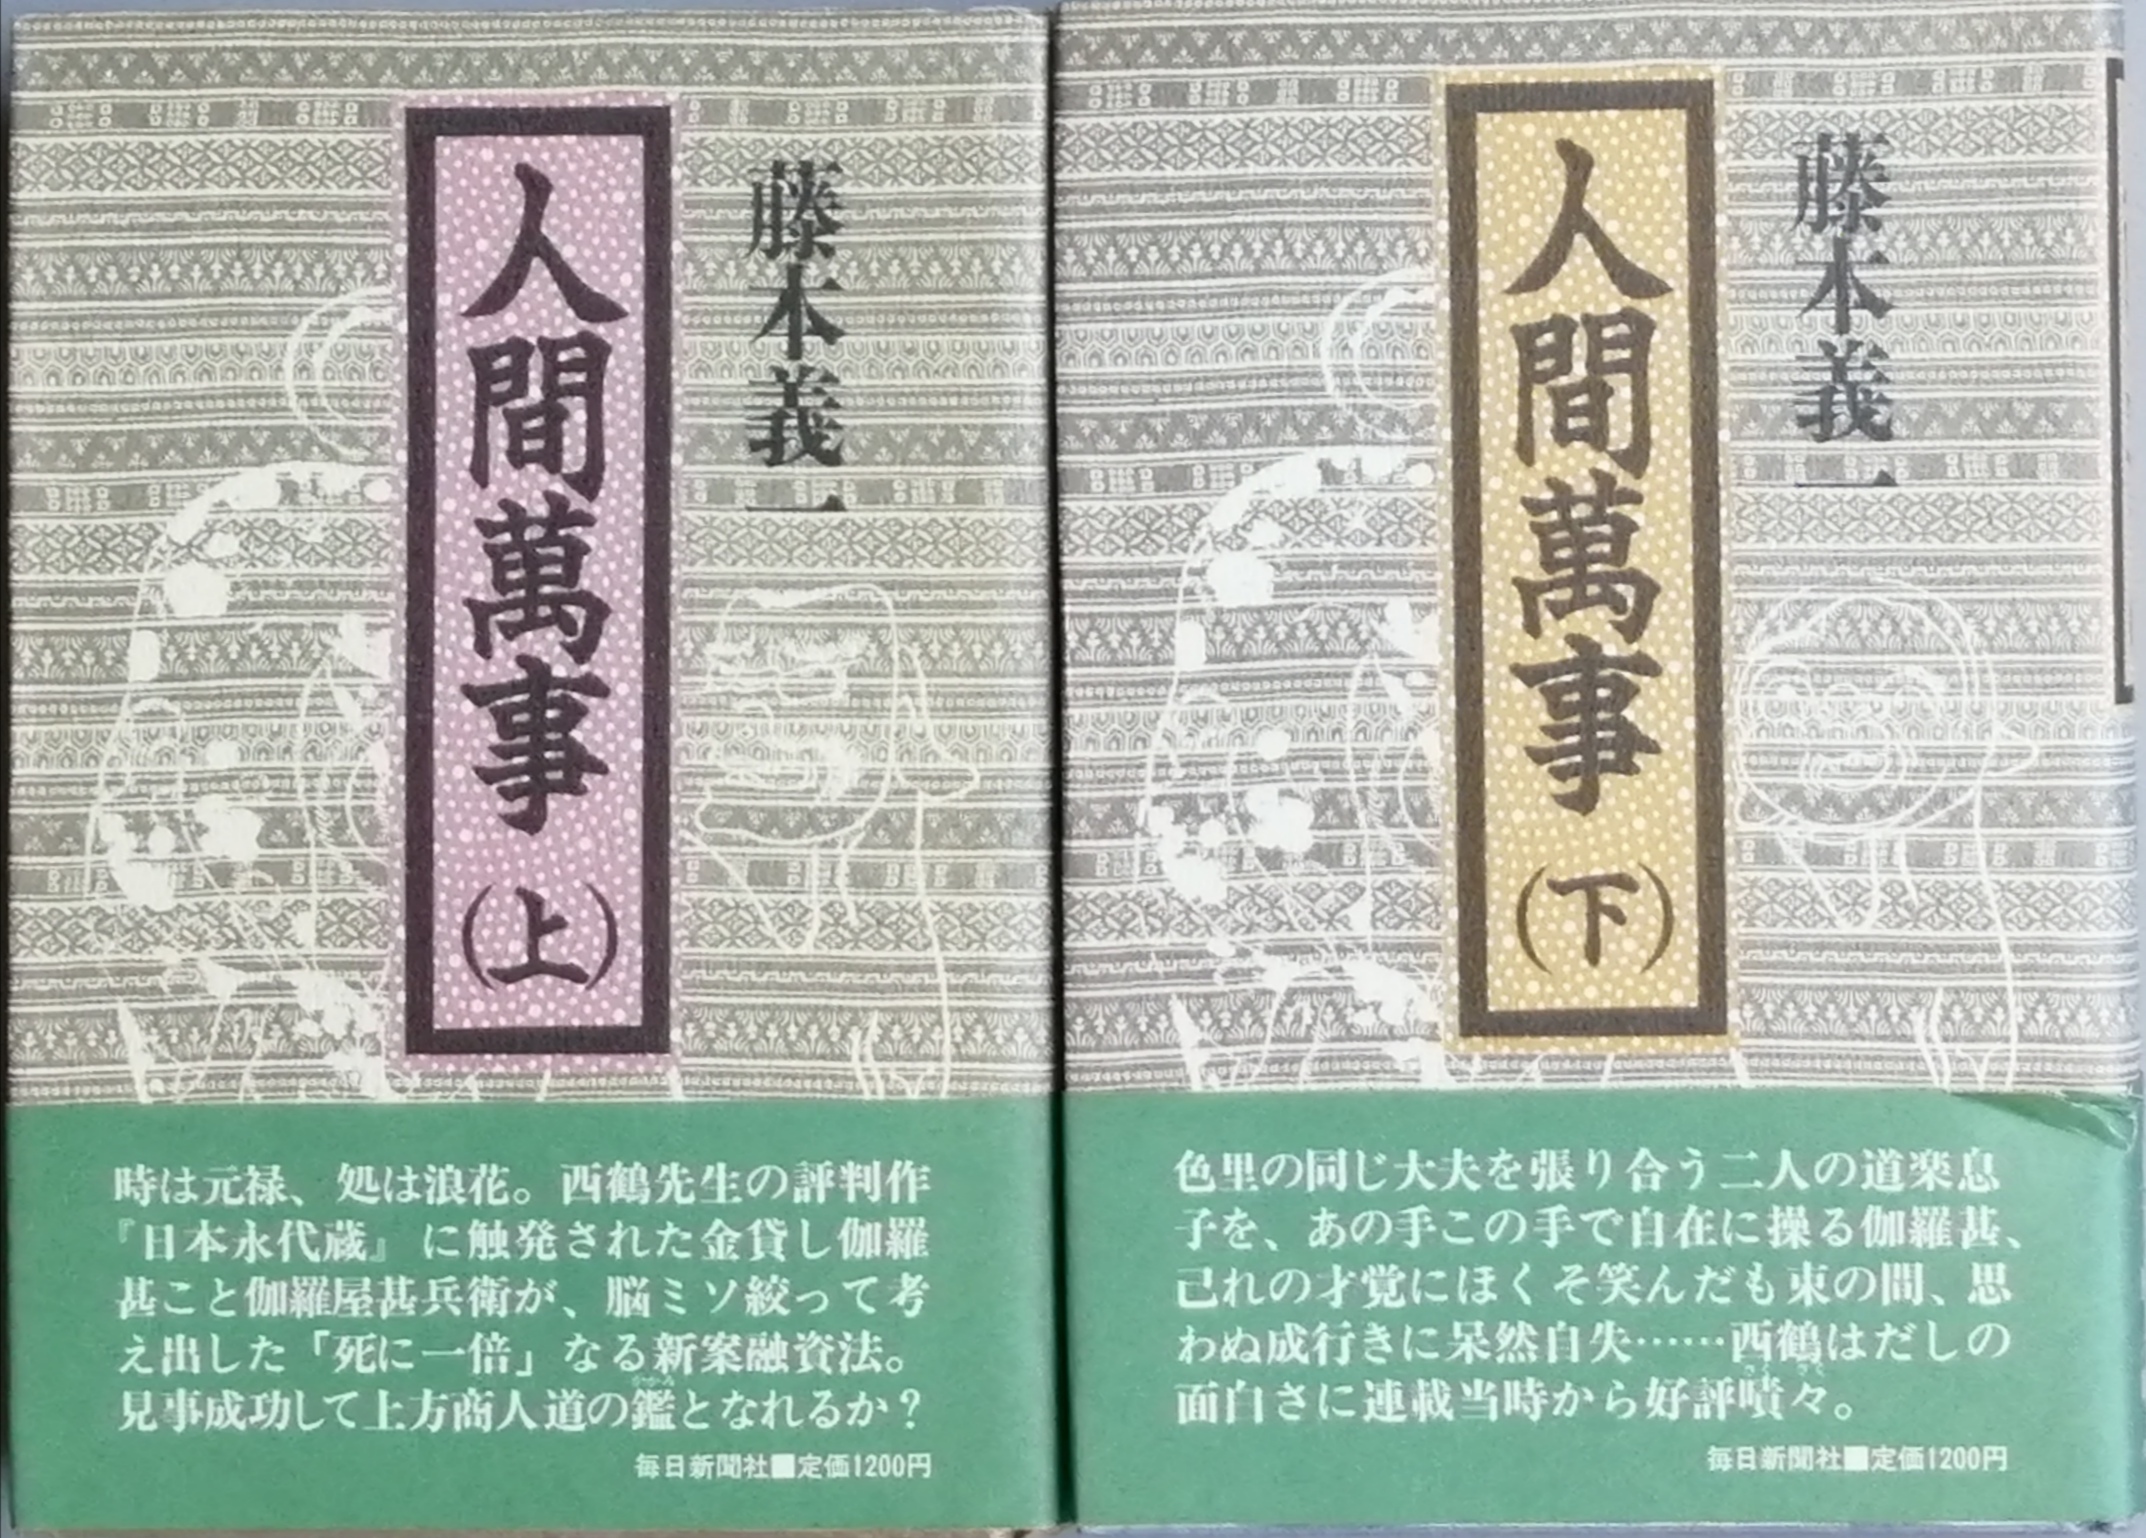 人間萬事(上)
藤本義一
時は元禄、処は浪花。西鶴先生の評判作
『日本永代蔵』に触発された金貸し伽羅
甚こと伽羅屋甚兵衛が、脳ミソ絞って考
え出した「死に一倍」なる新案融資法。
見事成功して上方商人道の鑑となれるか?
かがみ
毎日新聞社■定価1200円
人間萬事(下)
藤本義一
色里の同じ大夫を張り合う二人の道楽息
子を、あの手この手で自在に操る伽羅甚、
己れの才覚にほくそ笑んだも束の間、思
わぬ成行きに呆然自失……西鶴はだしの
面白さに連載当時から好評嘖々。
さくさく
毎日新聞社■定価1200円